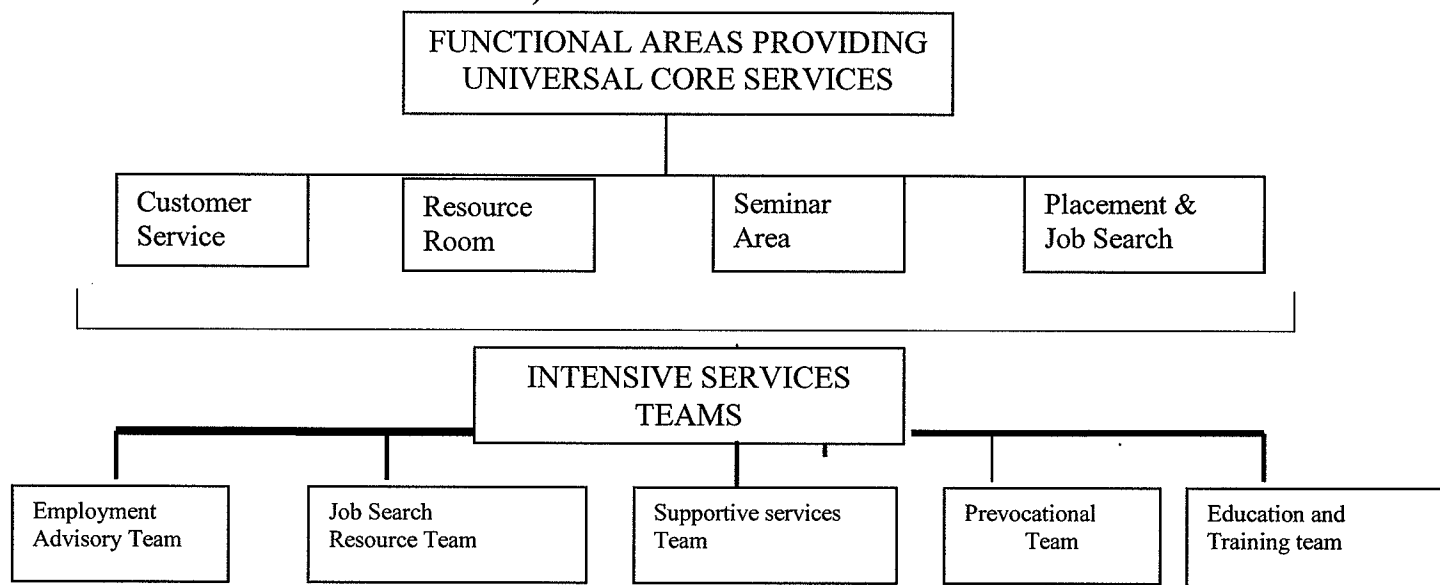 FUNCTIONAL AREAS PROVIDING
UNIVERSAL CORE SERVICES
Customer
Service
Resource
Room
Seminar
Area
Placement &
Job Search
INTENSIVE SERVICES
TEAMS
Employment
Advisory Team
Job Search
Resource Team
Supportive services
Team
Prevocational
Team
Education and
Training team